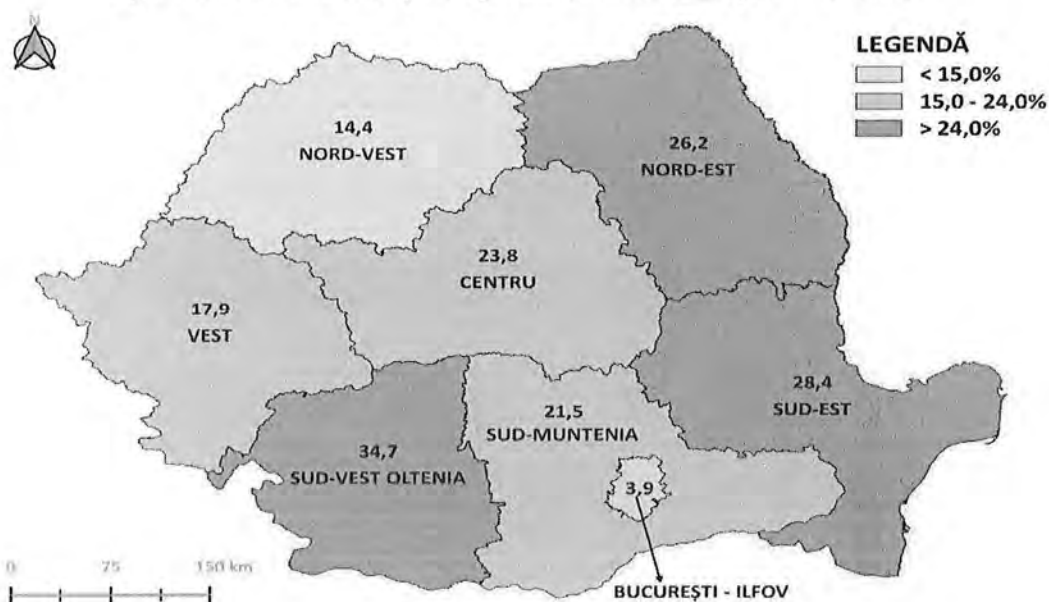 N
LEGENDĂ
< 15,0%
15,0 - 24,0%
> 24,0%
14,4
NORD-VEST
26,2
NORD-EST
23,8
CENTRU
17,9
VEST
28,4
SUD-EST
21,5
SUD-MUNTENIA
34,7
SUD-VEST OLTENIA
3,9
0 75 150 km
BUCUREȘTI - ILFOV